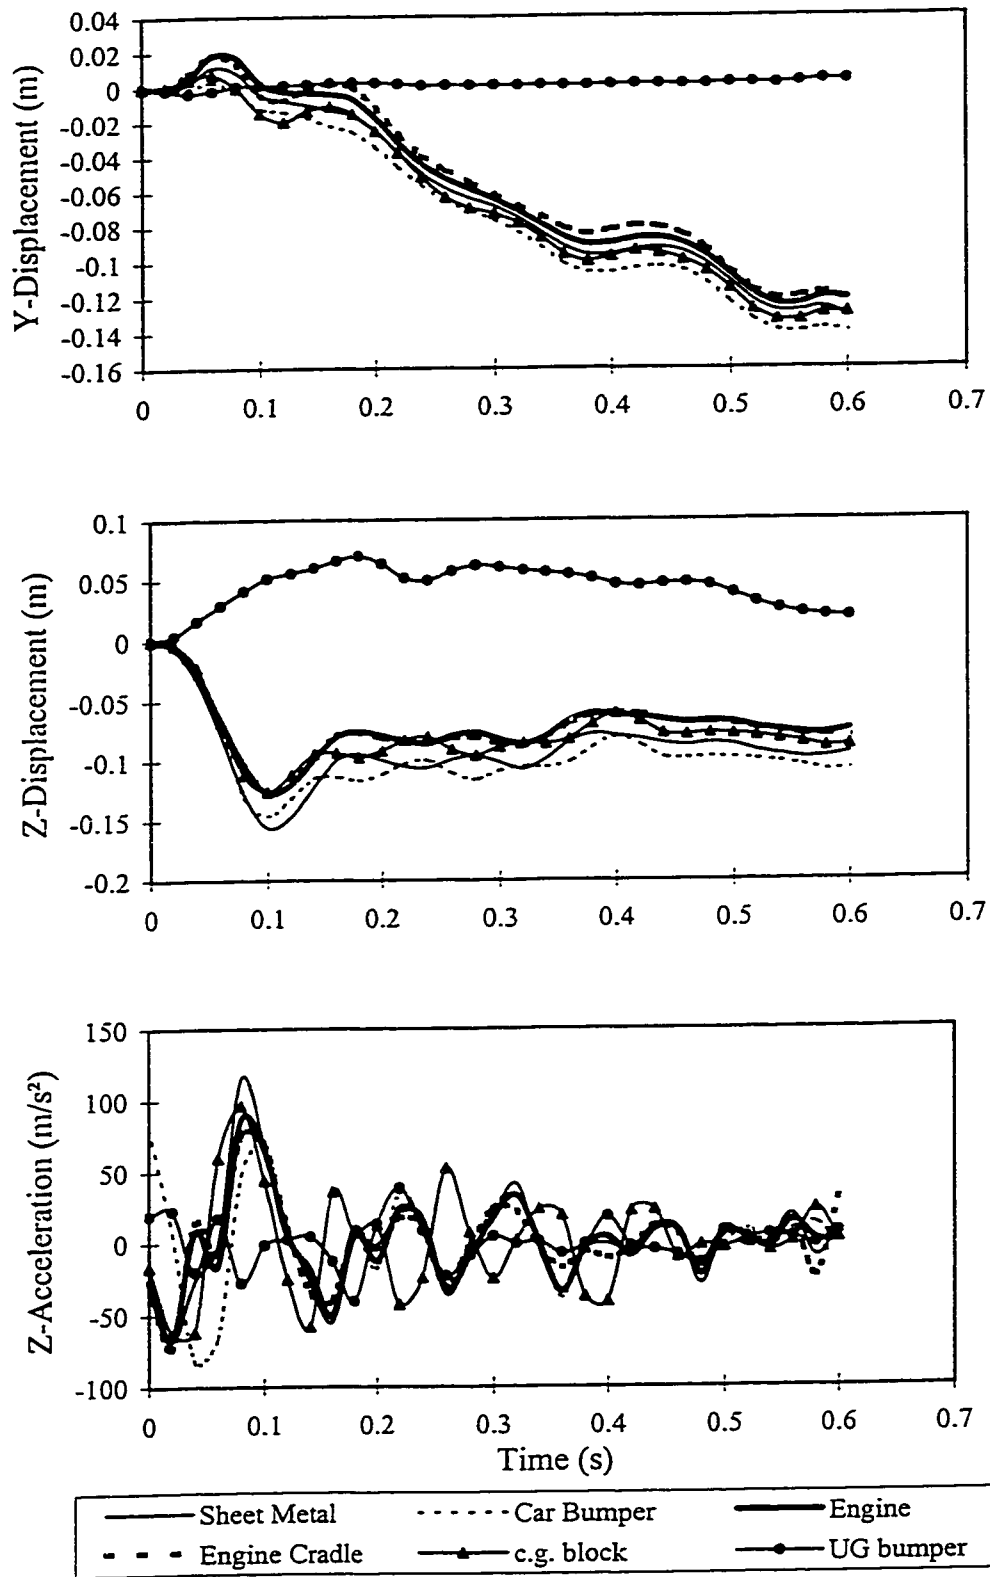 Y-Displacement (m)
0.04
0.02
0
-0.02
-0.04
-0.06
-0.08
-0.1
-0.12
-0.14
-0.16
0 0.1 0.2 0.3 0.4 0.5 0.6 0.7
Z-Displacement (m)
0.1
0.05
0
-0.05
-0.1
-0.15
-0.2
0 0.1 0.2 0.3 0.4 0.5 0.6 0.7
Z-Acceleration (m/s²)
150
100
50
0
-50
-100
0 0.1 0.2 0.3 0.4 0.5 0.6 0.7
Time (s)
Sheet Metal Car Bumper Engine
Engine Cradle c.g. block UG bumper